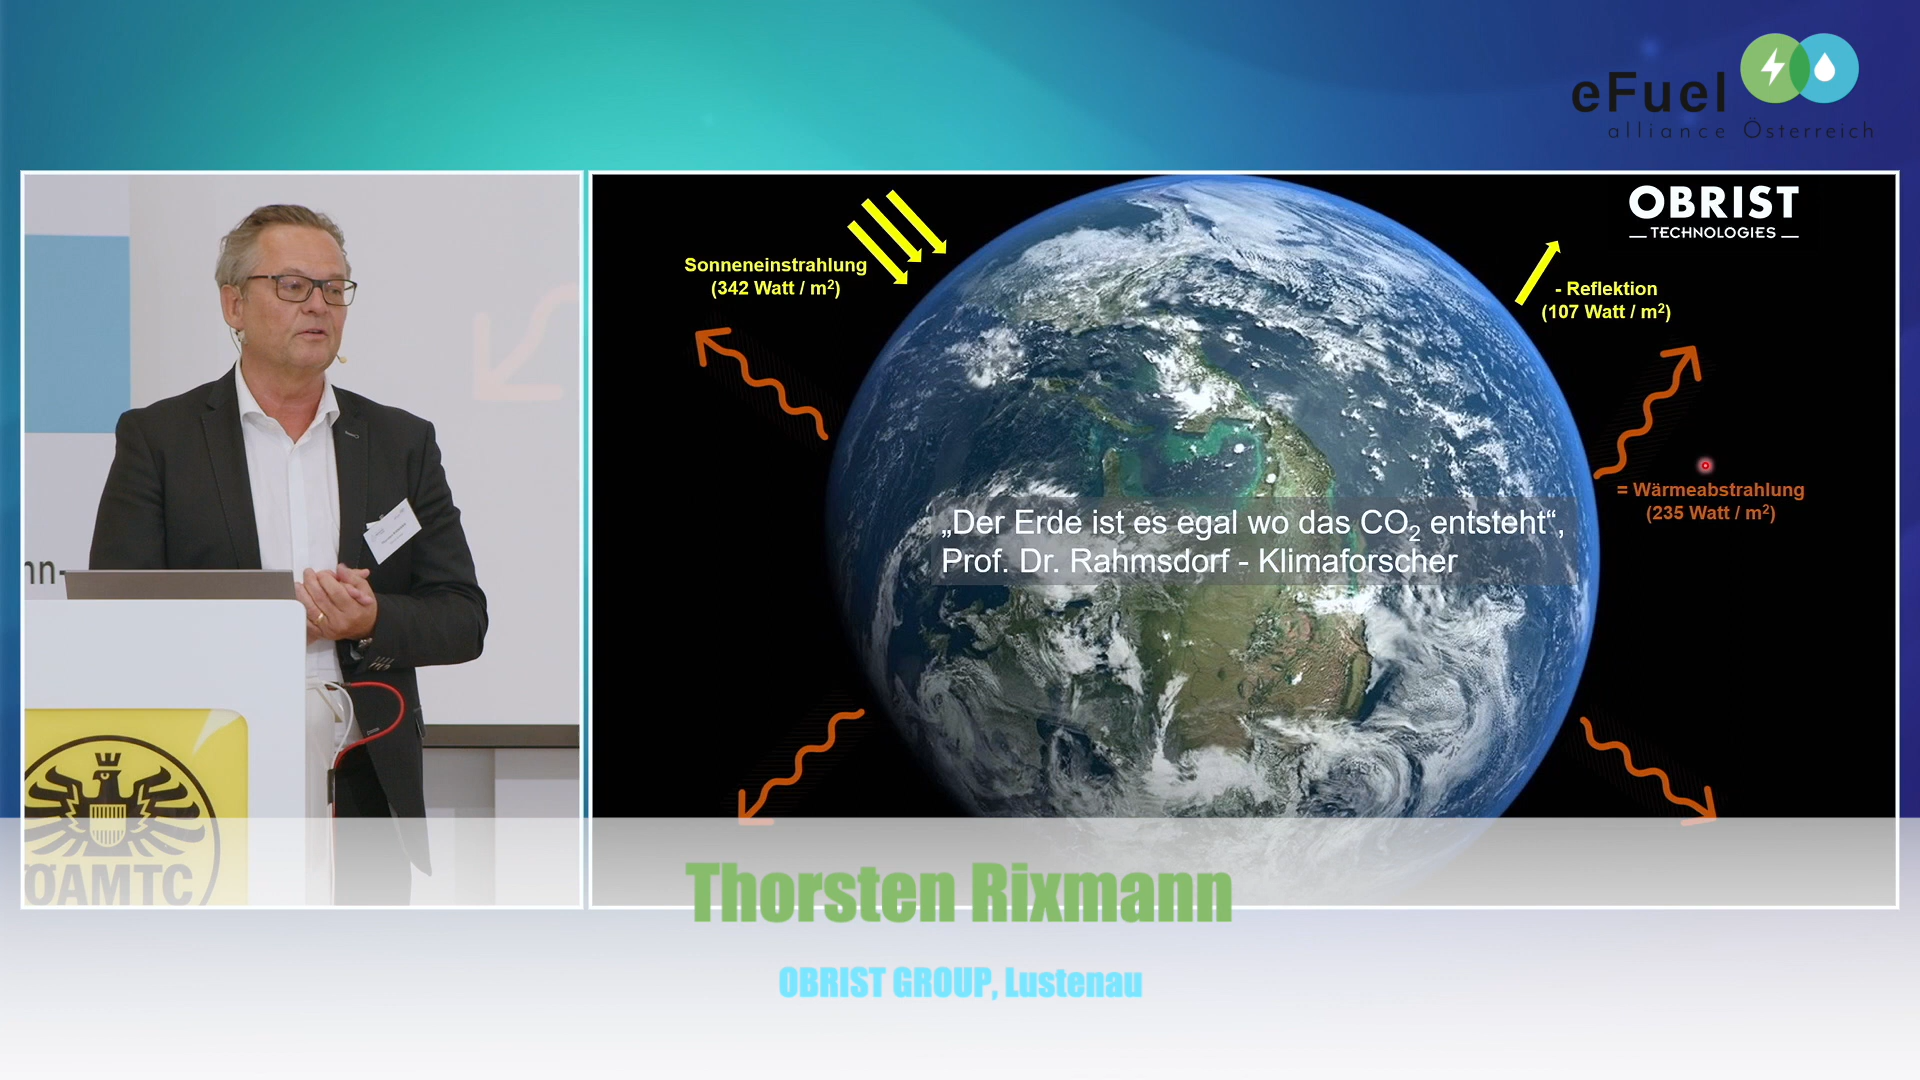 eFuel
alliance Österreich
OBRIST
TECHNOLOGIES
Sonneneinstrahlung
(342 Watt / m²)
- Reflektion
(107 Watt / m²)
= Wärmeabstrahlung
(235 Watt / m²)
„Der Erde ist es egal wo das CO₂ entsteht“,
Prof. Dr. Rahmsdorf - Klimaforscher
nn-
ÖAMTC
Thorsten Rixmann
OBRIST GROUP, Lustenau